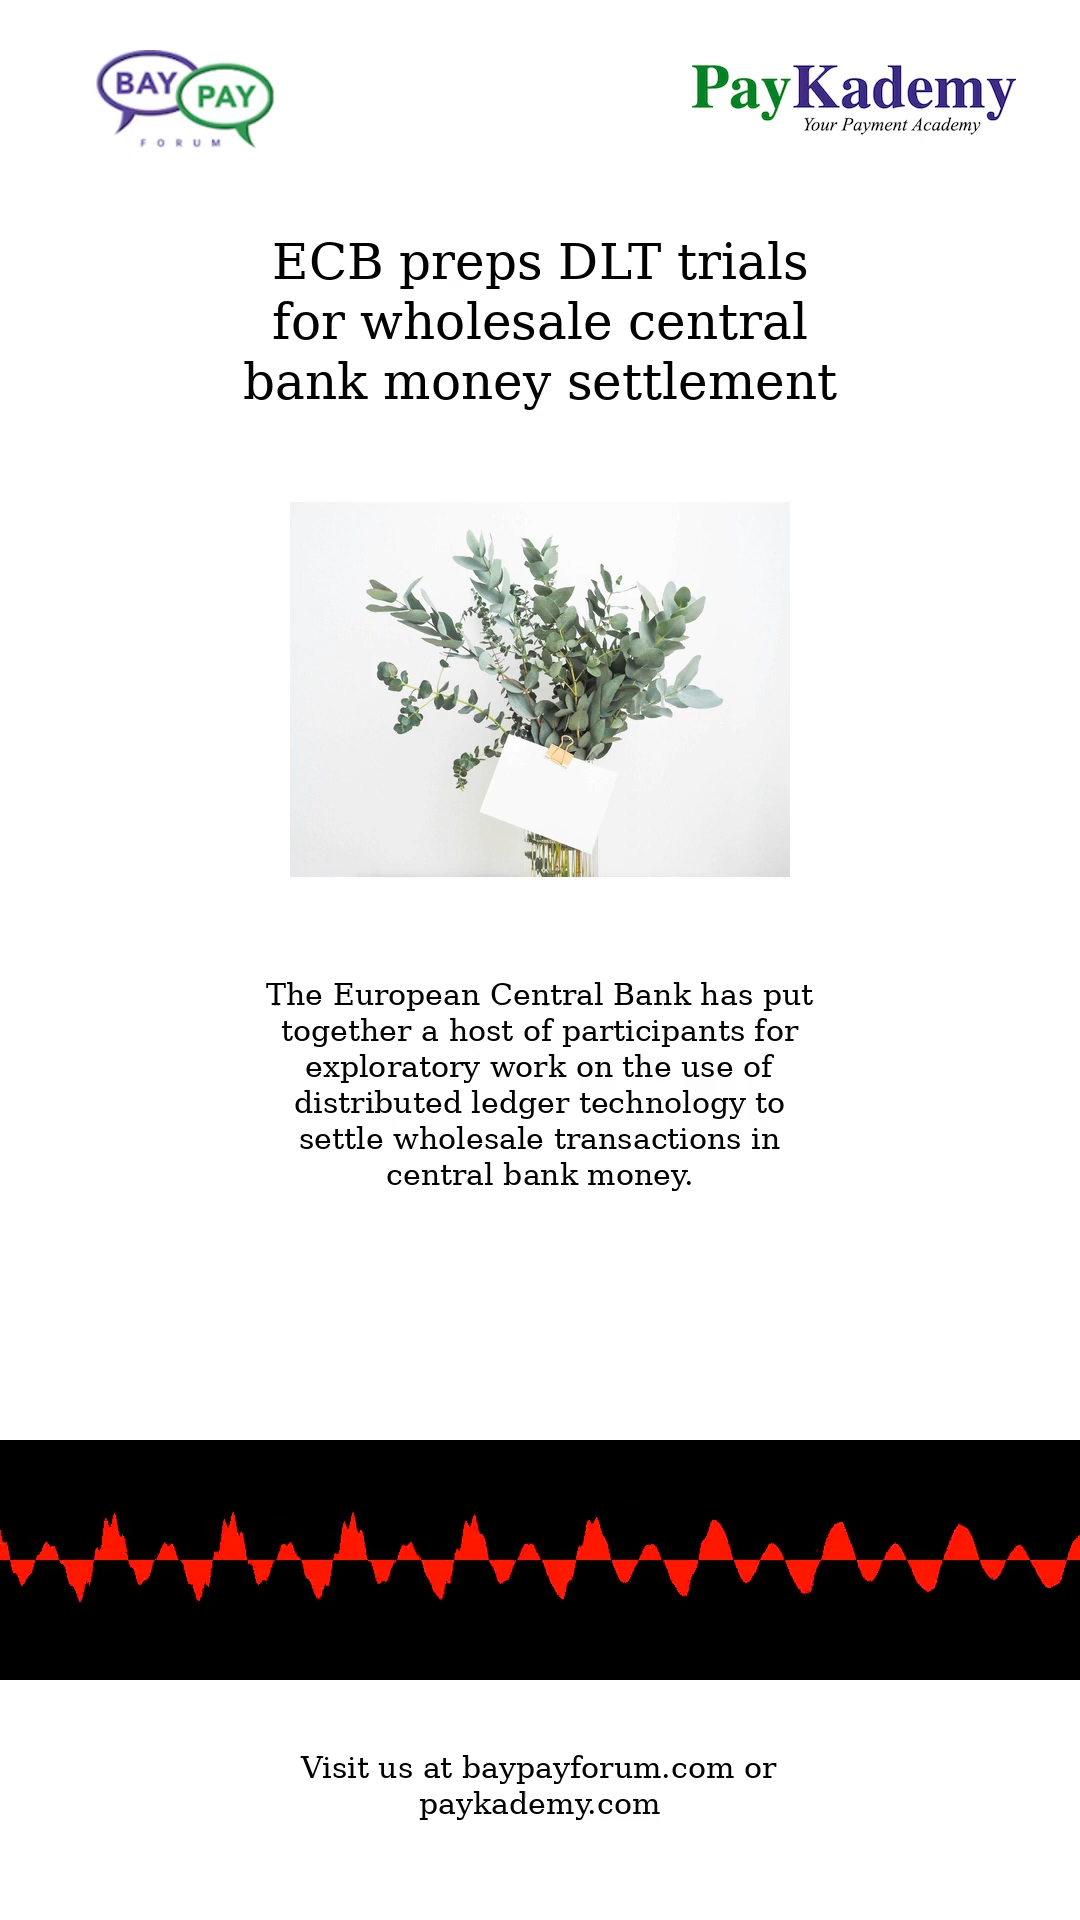 BAY PAY
FORUM
PayKademy
Your Payment Academy
ECB preps DLT trials
for wholesale central
bank money settlement
The European Central Bank has put
together a host of participants for
exploratory work on the use of
distributed ledger technology to
settle wholesale transactions in
central bank money.
Visit us at baypayforum.com or
paykademy.com